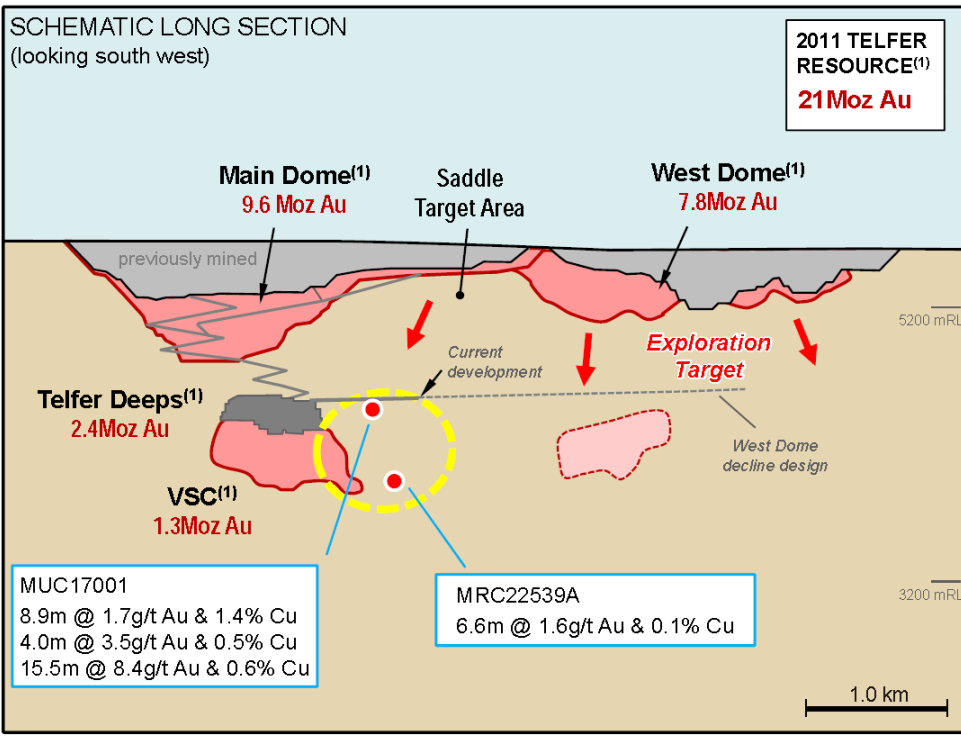 SCHEMATIC LONG SECTION
(looking south west)
2011 TELFER
RESOURCE(1)
21Moz Au
Main Dome(1)
9.6 Moz Au
Saddle
Target Area
West Dome(1)
7.8Moz Au
previously mined
5200 mRL
Exploration
Target
Current
development
Telfer Deeps(1)
2.4Moz Au
West Dome
decline design
VSC(1)
1.3Moz Au
MUC17001
8.9m @ 1.7g/t Au & 1.4% Cu
4.0m @ 3.5g/t Au & 0.5% Cu
15.5m @ 8.4g/t Au & 0.6% Cu
MRC22539A
6.6m @ 1.6g/t Au & 0.1% Cu
3200 mRL
1.0 km